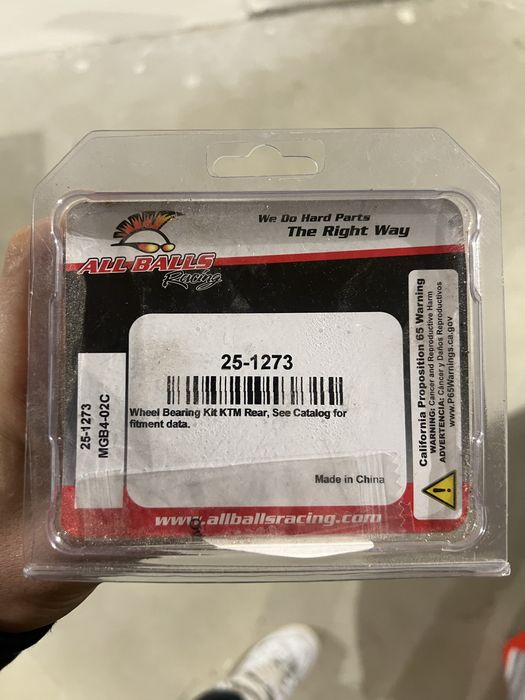 We Do Hard Parts
The Right Way
ALL BALLS
Racing
25-1273
Wheel Bearing Kit KTM Rear, See Catalog for
fitment data.
Made in China
25-1273
MGB4-02C
California Proposition 65 Warning
WARNING: Cancer and Reproductive Harm
ADVERTENCIA: Cáncer y Daños Reproductivos
www.P65Warnings.ca.gov
www.allballsracing.com